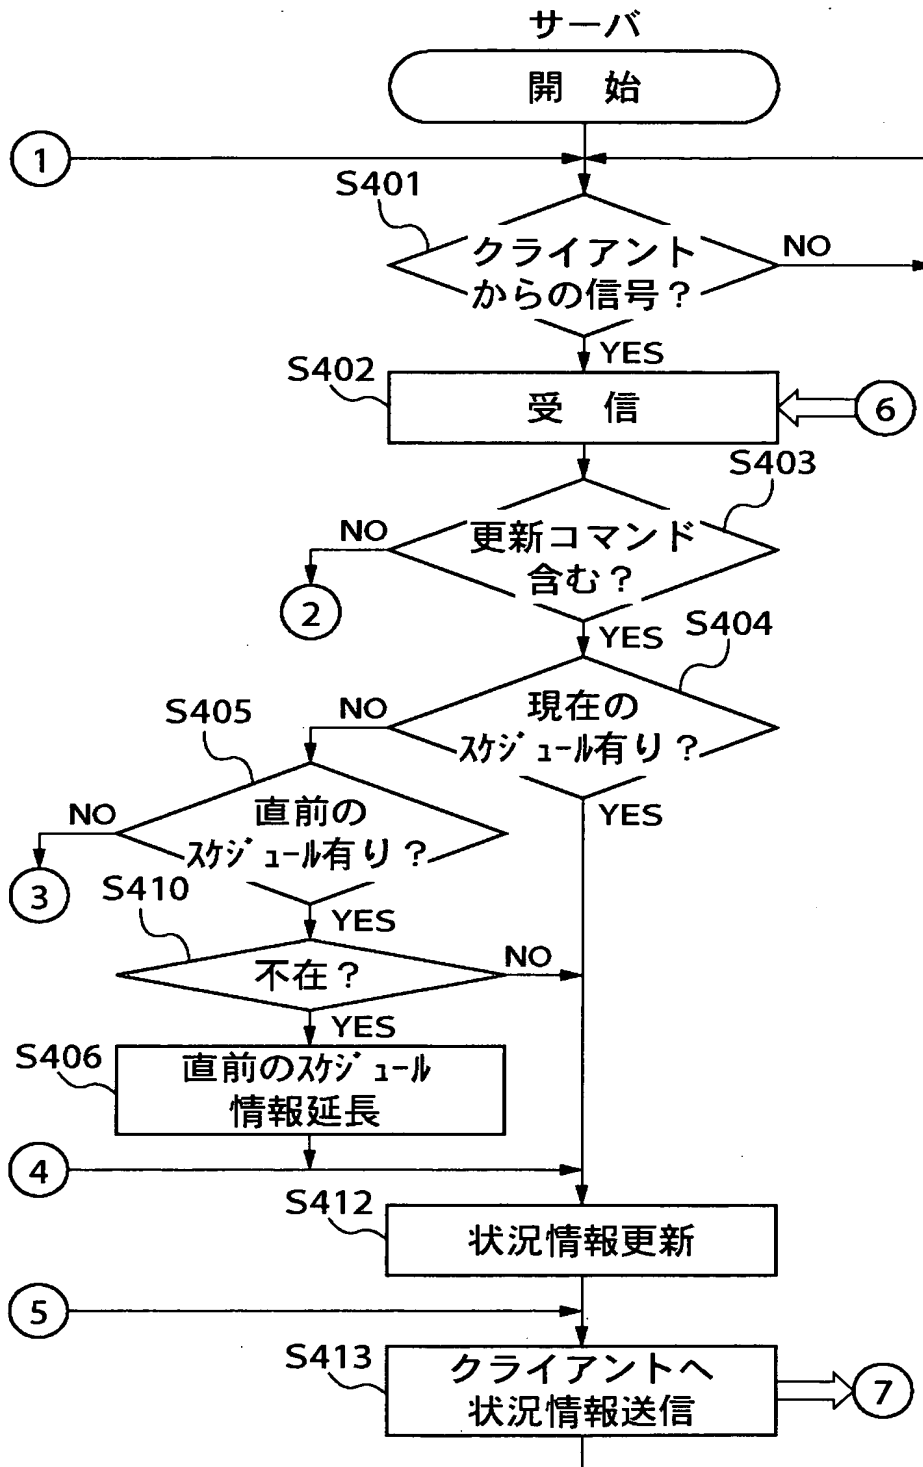 サーバ
開 始
1
S401
クライアント
からの信号？
NO
YES
S402
受 信
6
S403
更新コマンド
含む？
NO
2
YES
S404
現在の
ｽｹｼﾞｭｰﾙ有り？
NO
YES
S405
直前の
ｽｹｼﾞｭｰﾙ有り？
NO
3
YES
S410
不在？
NO
YES
S406
直前のｽｹｼﾞｭｰﾙ
情報延長
4
S412
状況情報更新
5
S413
クライアントへ
状況情報送信
7